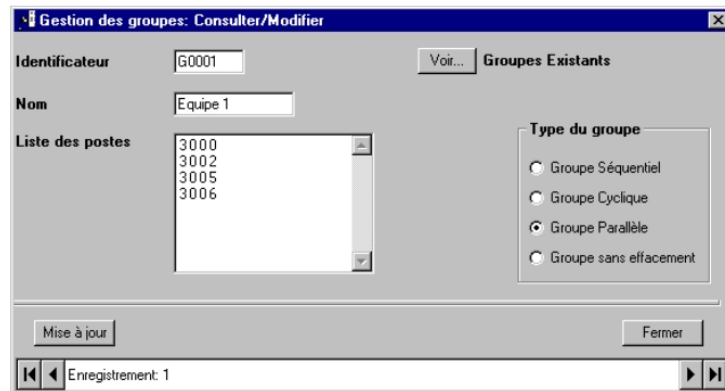 Gestion des groupes: Consulter/Modifier
Identificateur G0001 Voir... Groupes Existants
Nom Equipe 1
Liste des postes
3000
3002
3005
3006
Type du groupe
Groupe Séquentiel
Groupe Cyclique
Groupe Parallèle
Groupe sans effacement
Mise à jour Fermer
Enregistrement: 1